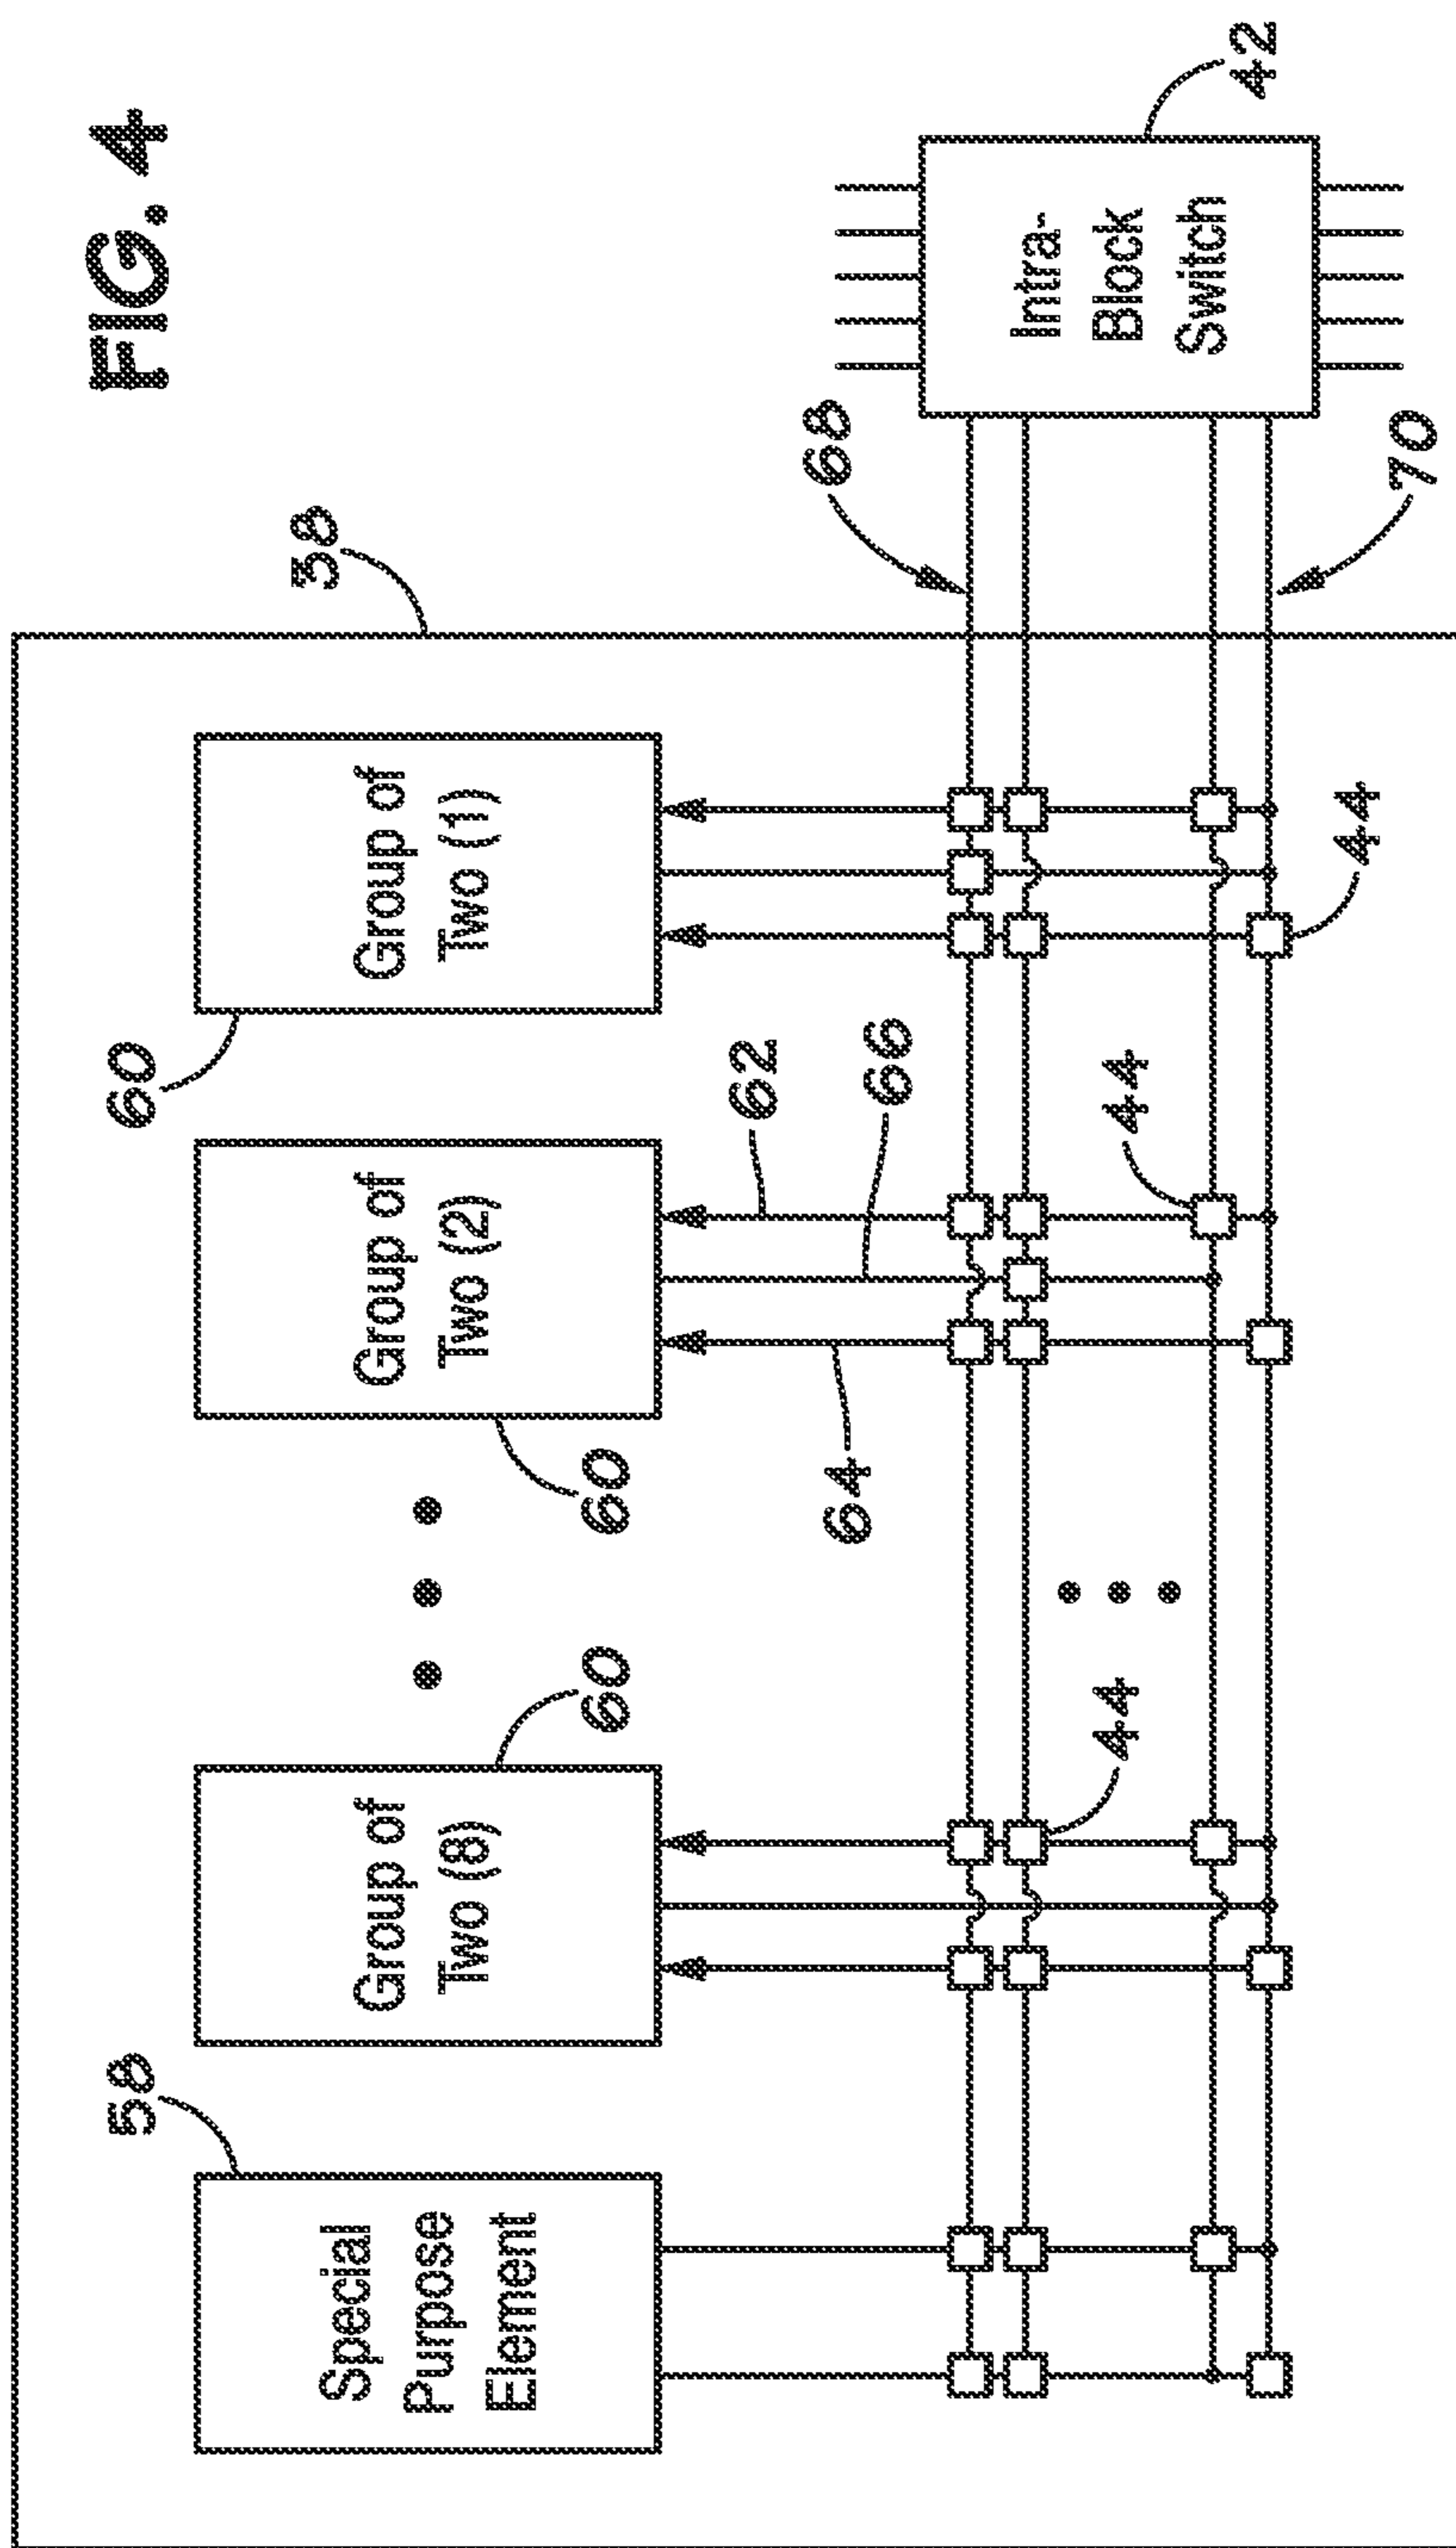 FIG. 4
38
58
60
60
60
Special
Purpose
Element
Group of
Two (8)
Group of
Two (2)
Group of
Two (1)
62
66
64
68
44
44
44
70
Intra-
Block
Switch
42